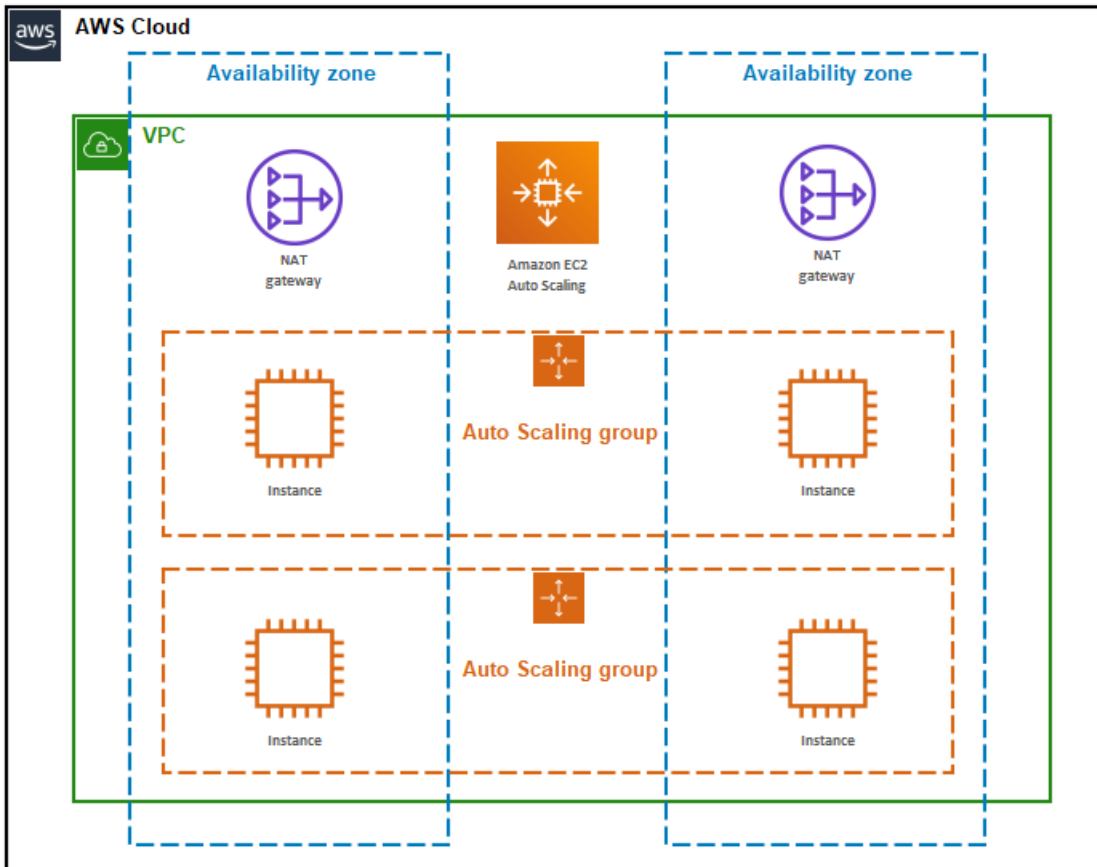 aws
AWS Cloud
Availability zone
Availability zone
VPC
NAT
gateway
Amazon EC2
Auto Scaling
NAT
gateway
Auto Scaling group
Instance
Instance
Auto Scaling group
Instance
Instance